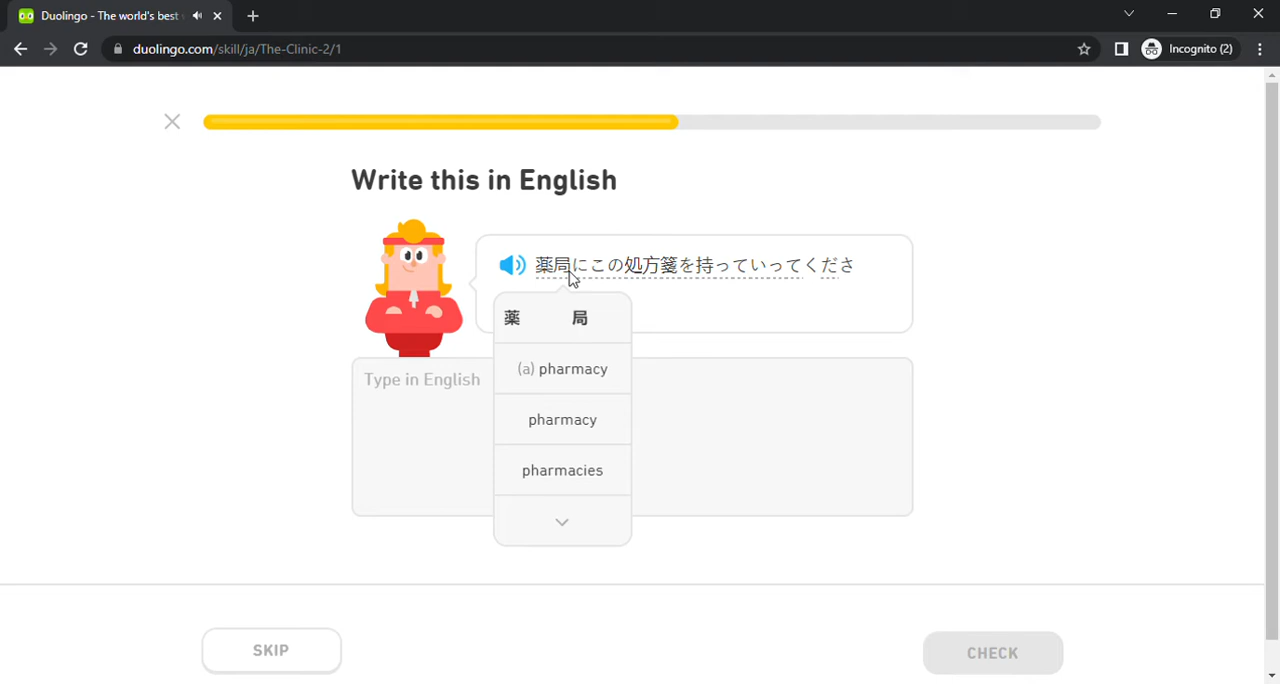 Duolingo - The world's best
duolingo.com/skill/ja/The-Clinic-2/1
Incognito (2)
Write this in English
薬局にこの処方箋を持っていってくださ
薬 局
(a) pharmacy
pharmacy
pharmacies
Type in English
SKIP
CHECK